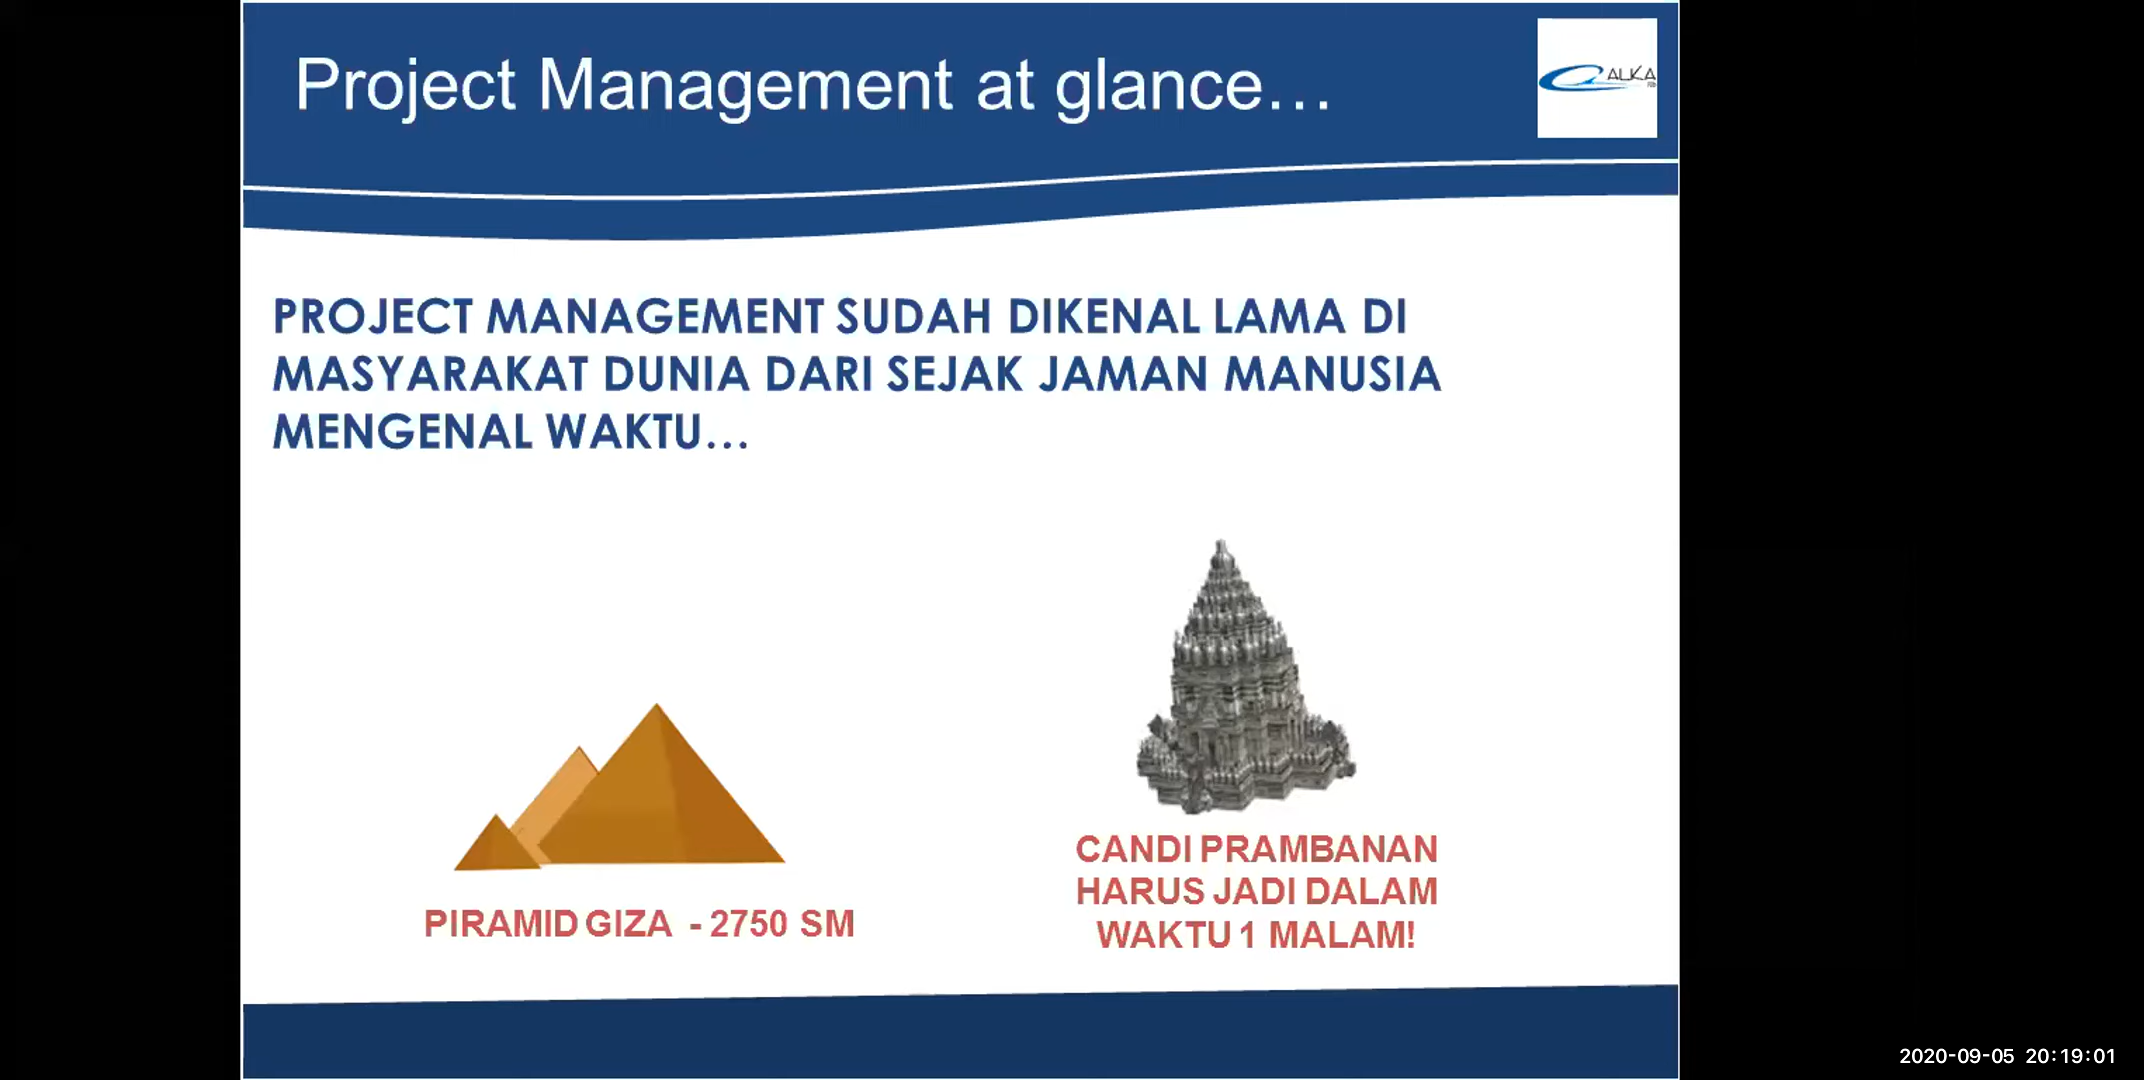 Project Management at glance...
ALKA
PROJECT MANAGEMENT SUDAH DIKENAL LAMA DI
MASYARAKAT DUNIA DARI SEJAK JAMAN MANUSIA
MENGENAL WAKTU...
PIRAMID GIZA - 2750 SM
CANDI PRAMBANAN
HARUS JADI DALAM
WAKTU 1 MALAM!
2020-09-05 20:19:01